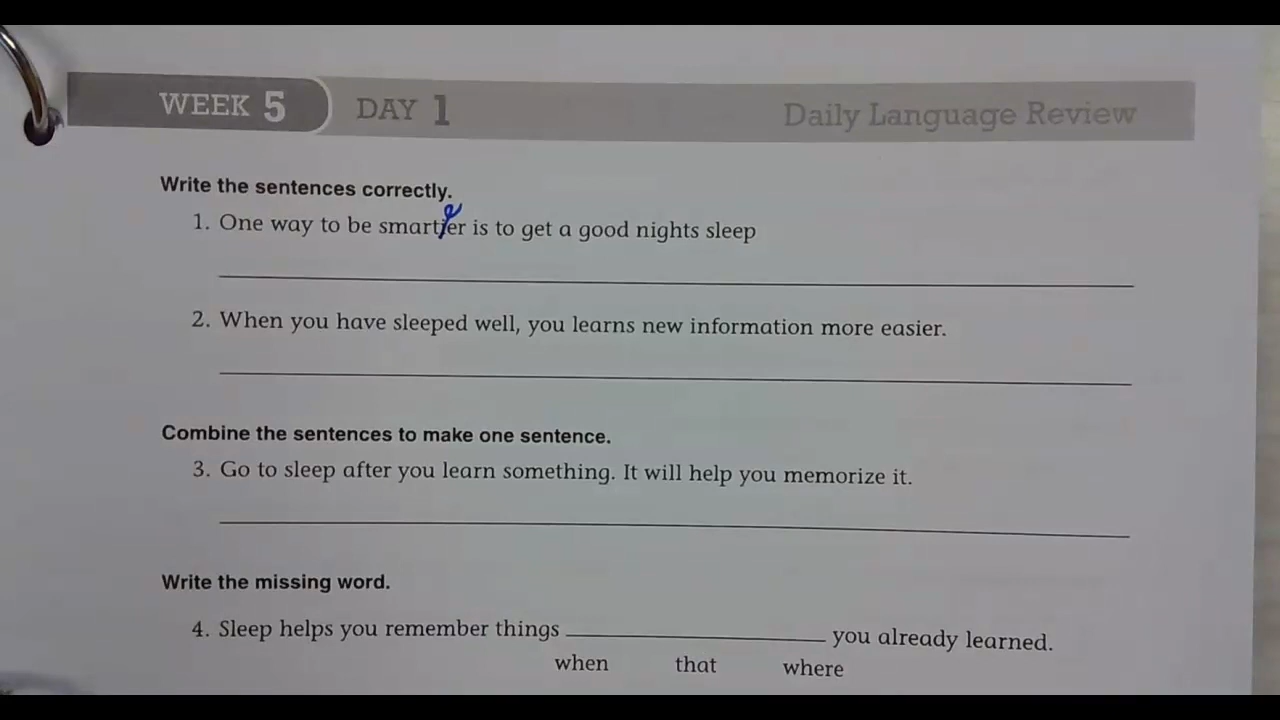 WEEK 5 DAY 1 Daily Language Review
Write the sentences correctly.
1. One way to be smartier is to get a good nights sleep
2. When you have sleeped well, you learns new information more easier.
Combine the sentences to make one sentence.
3. Go to sleep after you learn something. It will help you memorize it.
Write the missing word.
4. Sleep helps you remember things ____ you already learned.
when that where